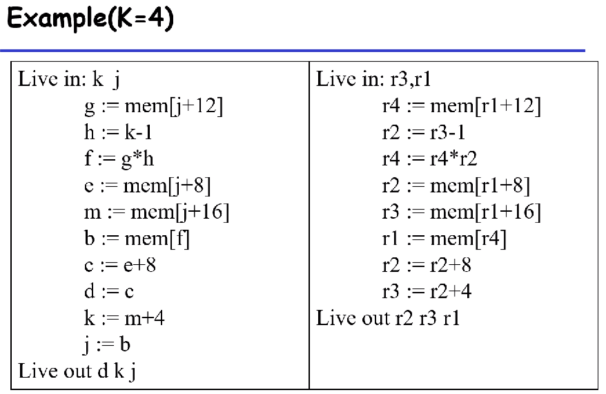 Example(K=4)
Live in: k j
g := mem[j+12]
h := k-1
f := g*h
e := mem[j+8]
m := mem[j+16]
b := mem[f]
c := e+8
d := c
k := m+4
j := b
Live out d k j
Live in: r3,r1
r4 := mem[r1+12]
r2 := r3-1
r4 := r4*r2
r2 := mem[r1+8]
r3 := mem[r1+16]
r1 := mem[r4]
r2 := r2+8
r3 := r2+4
Live out r2 r3 r1